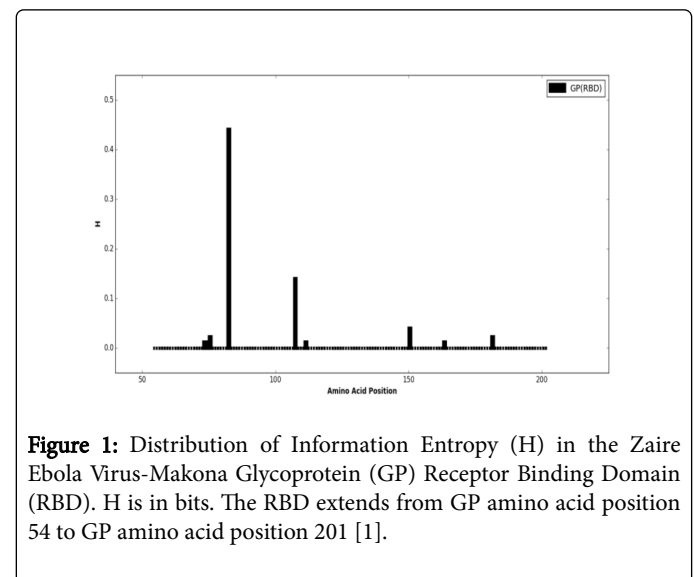 GP(RBD)
0.5
0.4
0.3
0.2
0.1
0.0
H
50 100 150 200
Amino Acid Position
Figure 1: Distribution of Information Entropy (H) in the Zaire
Ebola Virus-Makona Glycoprotein (GP) Receptor Binding Domain
(RBD). H is in bits. The RBD extends from GP amino acid position
54 to GP amino acid position 201 [1].